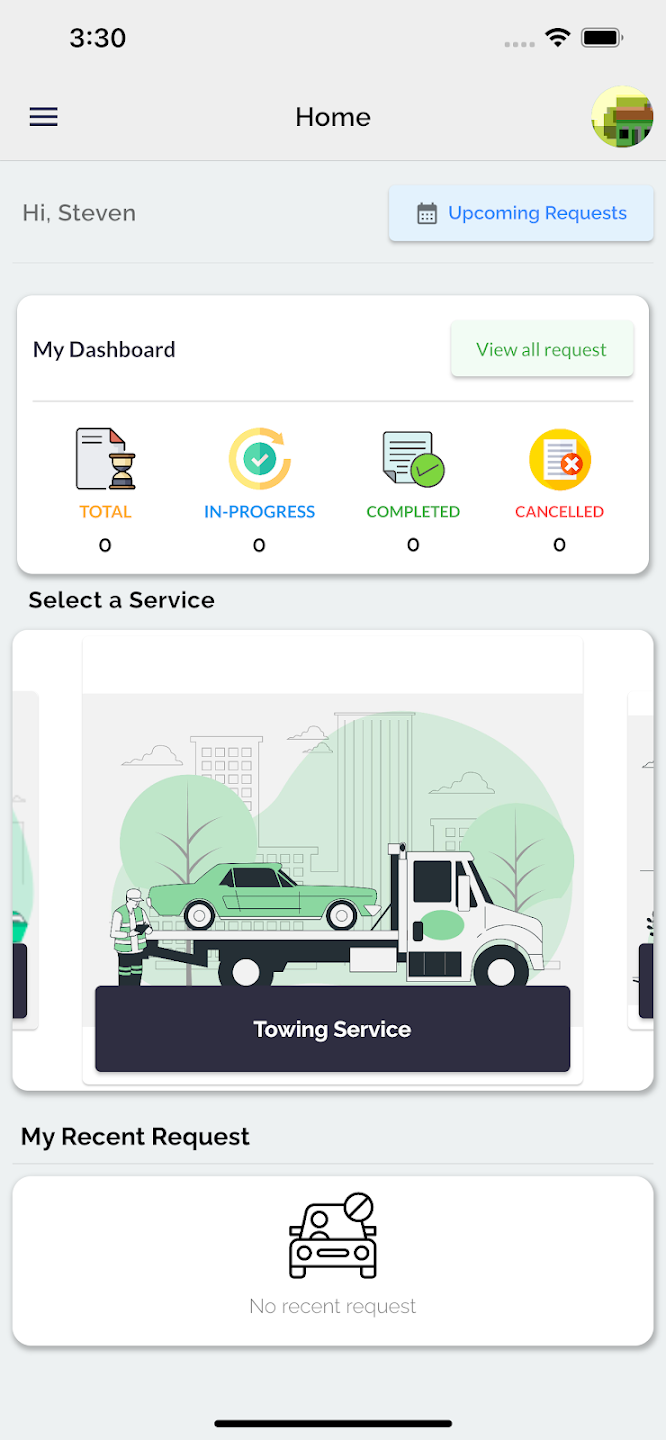 3:30
Home
Hi, Steven
Upcoming Requests
My Dashboard
View all request
TOTAL
IN-PROGRESS
COMPLETED
CANCELLED
0
0
0
0
Select a Service
Towing Service
My Recent Request
No recent request